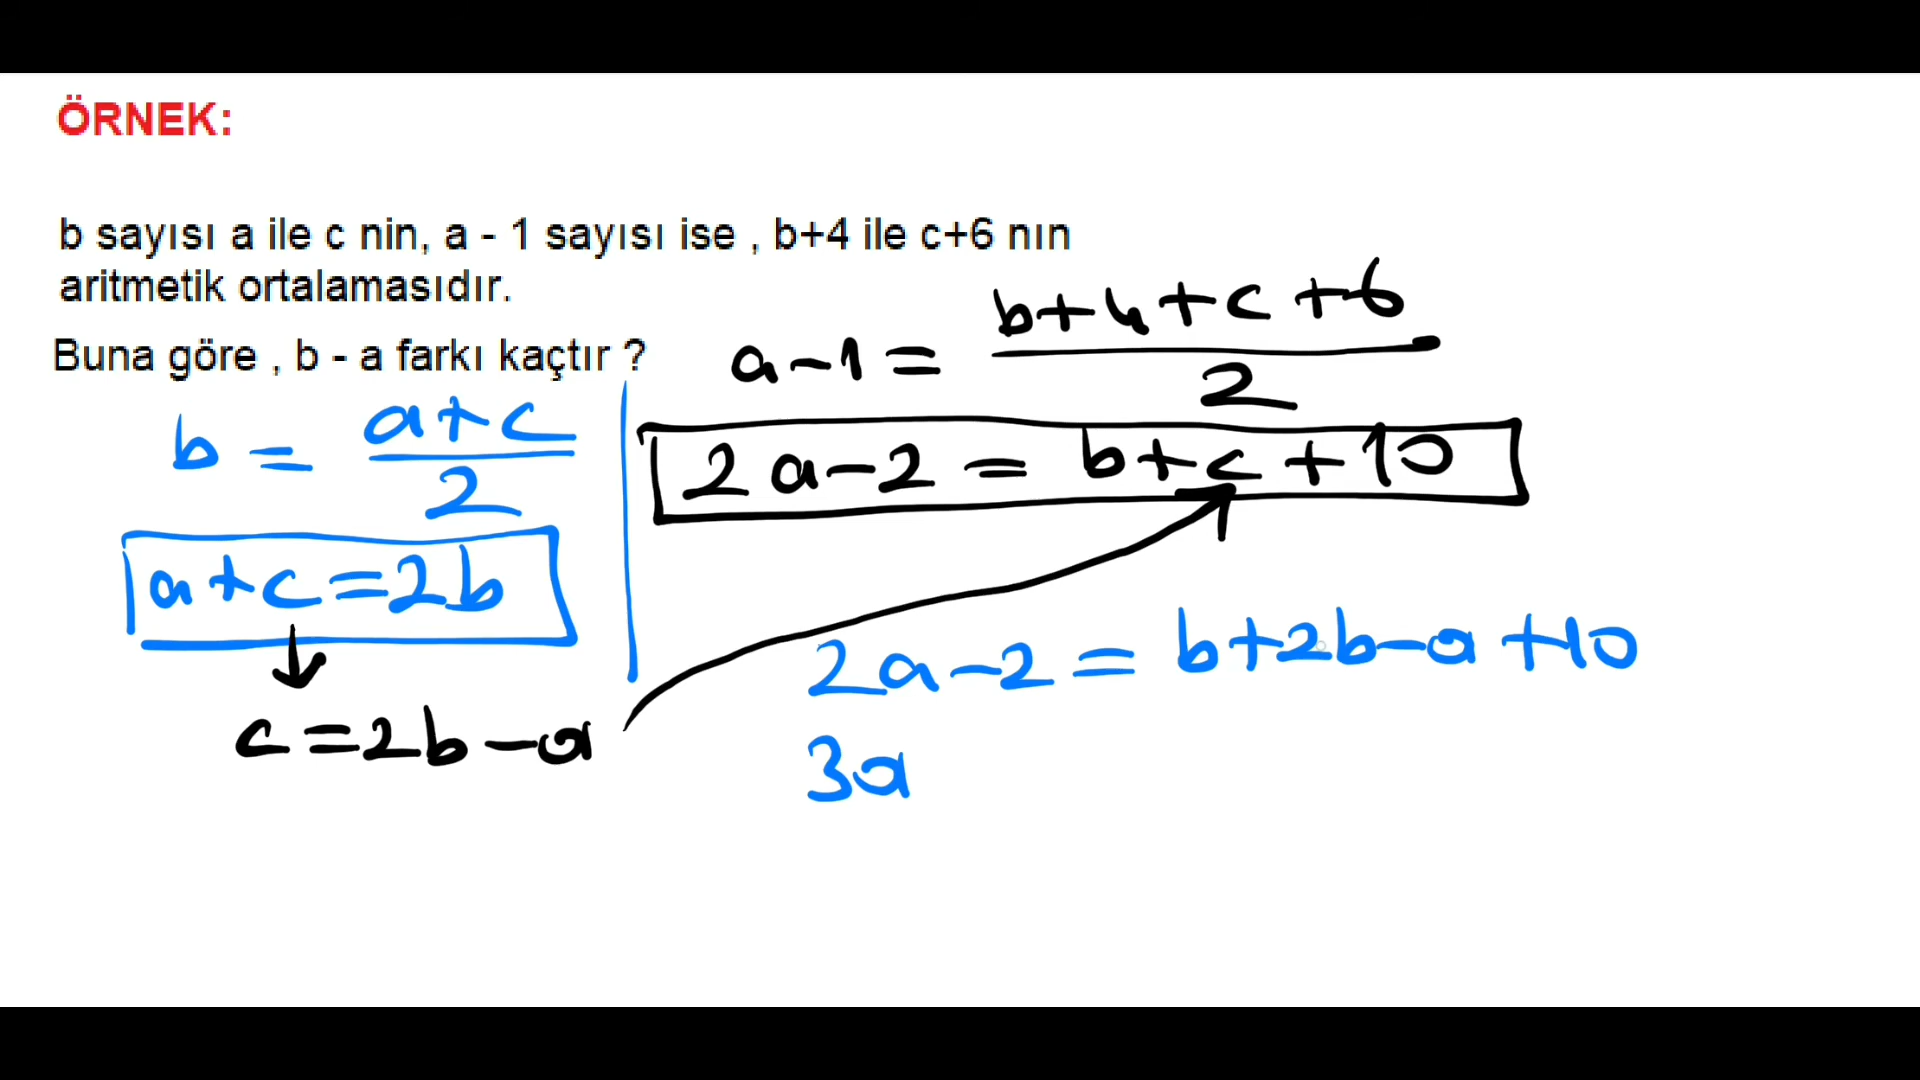 ÖRNEK:
b sayısı a ile c nin, a - 1 sayısı ise , b+4 ile c+6 nın
aritmetik ortalamasıdır.
Buna göre , b - a farkı kaçtır ?
b = a+c / 2
a+c=2b
c=2b-a
a-1= b+4+c+6 / 2
2a-2= b+c+10
2a-2= b+2b-a+10
3a